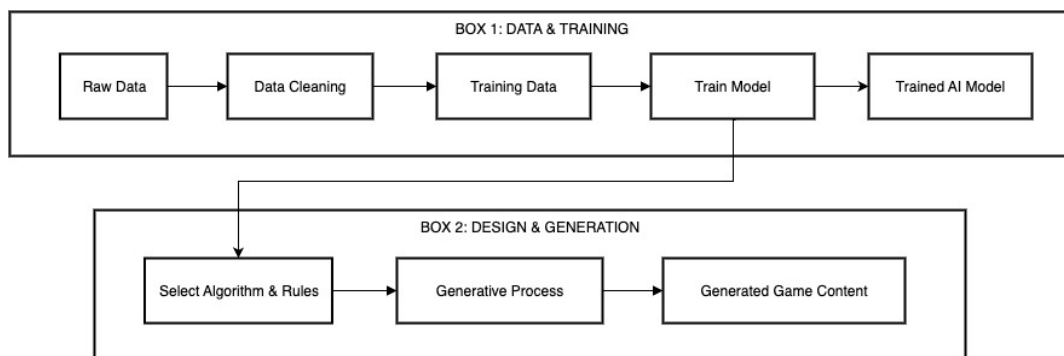 BOX 1: DATA & TRAINING
Raw Data
Data Cleaning
Training Data
Train Model
Trained AI Model
BOX 2: DESIGN & GENERATION
Select Algorithm & Rules
Generative Process
Generated Game Content